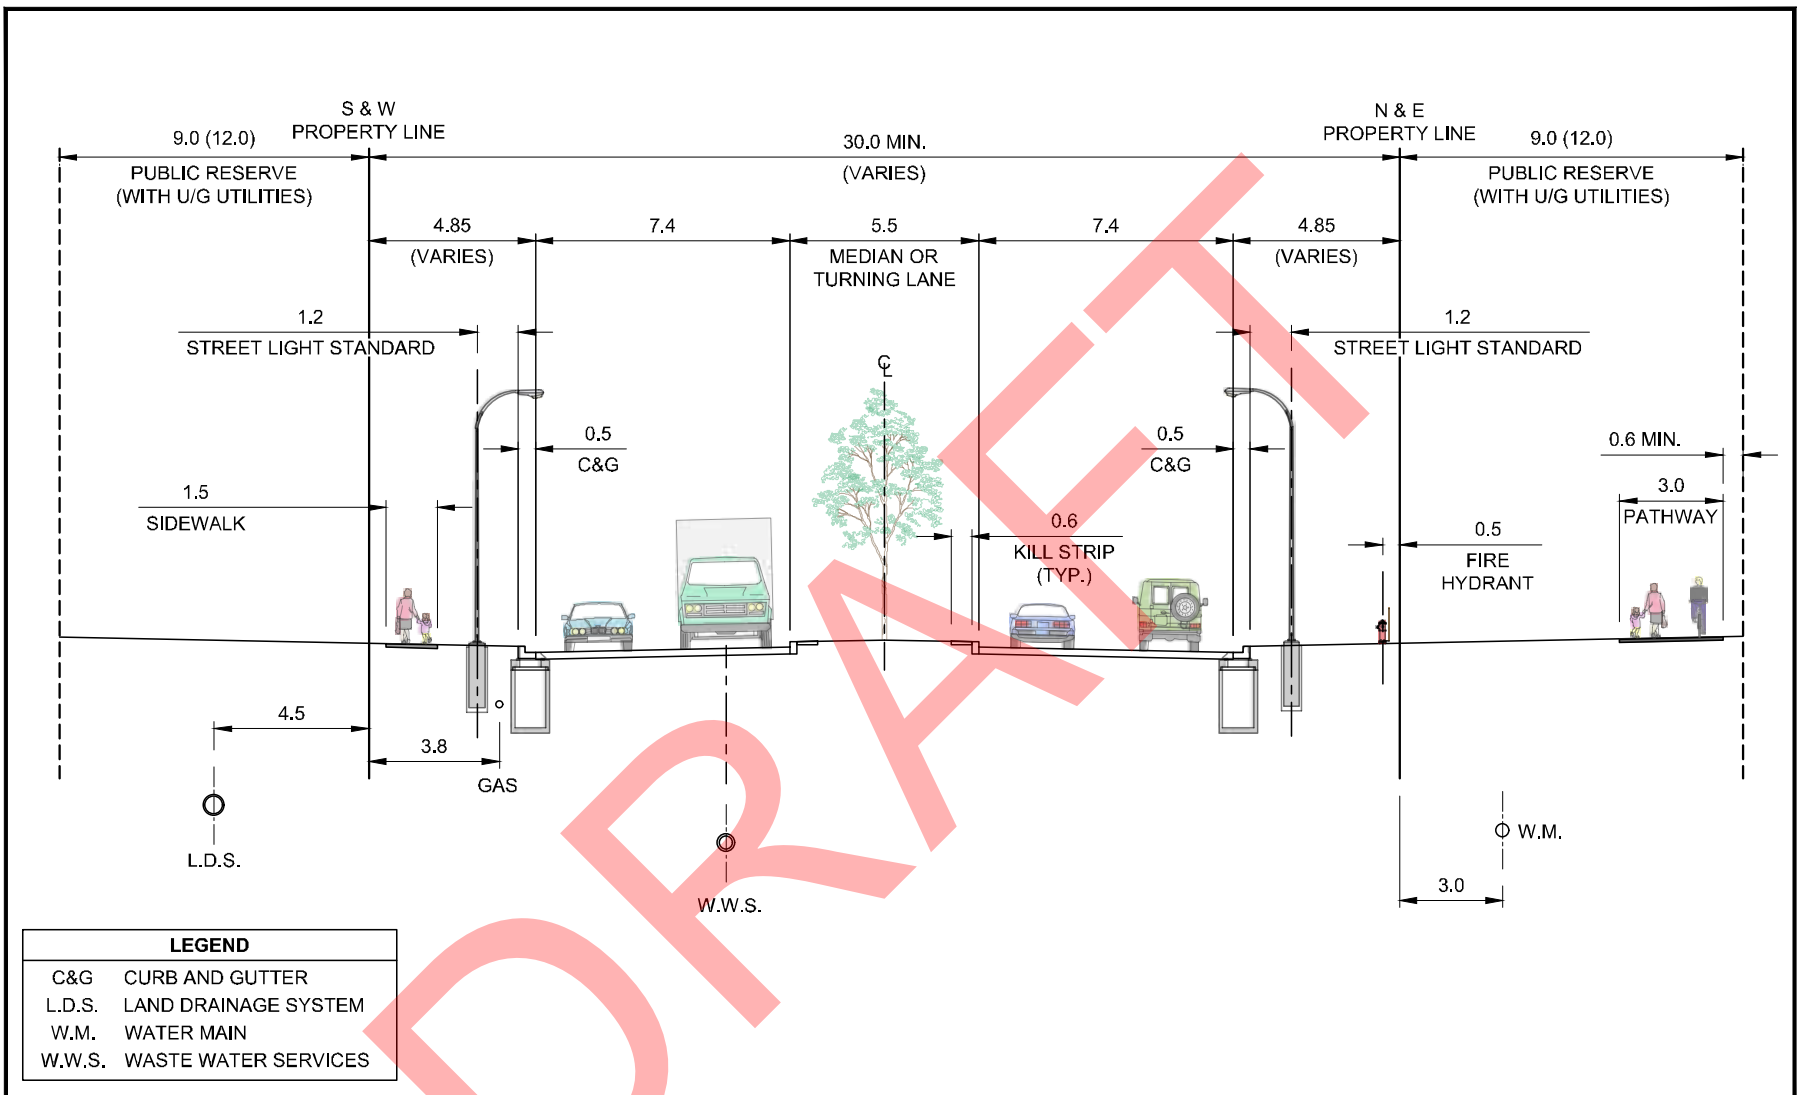 S & W
PROPERTY LINE
N & E
PROPERTY LINE
9.0 (12.0)
PUBLIC RESERVE
(WITH U/G UTILITIES)
30.0 MIN.
(VARIES)
9.0 (12.0)
PUBLIC RESERVE
(WITH U/G UTILITIES)
4.85
(VARIES)
7.4
5.5
MEDIAN OR
TURNING LANE
7.4
4.85
(VARIES)
1.2
STREET LIGHT STANDARD
1.2
STREET LIGHT STANDARD
CL
0.5
C&G
0.5
C&G
0.6 MIN.
1.5
SIDEWALK
3.0
PATHWAY
0.6
KILL STRIP
(TYP.)
0.5
FIRE
HYDRANT
4.5
3.8
GAS
L.D.S.
W.W.S.
W.M.
3.0
DRAFT
LEGEND
C&G CURB AND GUTTER
L.D.S. LAND DRAINAGE SYSTEM
W.M. WATER MAIN
W.W.S. WASTE WATER SERVICES